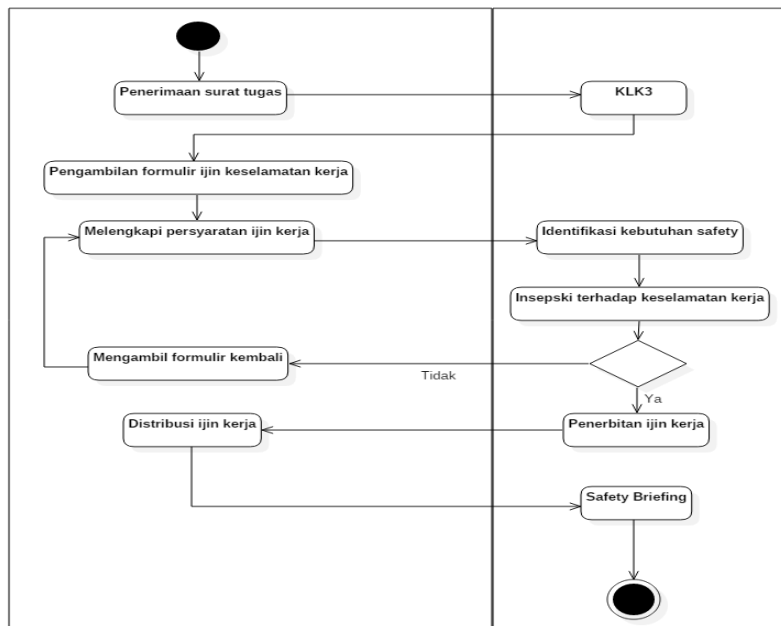 Penerimaan surat tugas
KLK3
Pengambilan formulir ijin keselamatan kerja
Melengkapi persyaratan ijin kerja
Identifikasi kebutuhan safety
Insepski terhadap keselamatan kerja
Mengambil formulir kembali
Tidak
Ya
Distribusi ijin kerja
Penerbitan ijin kerja
Safety Briefing